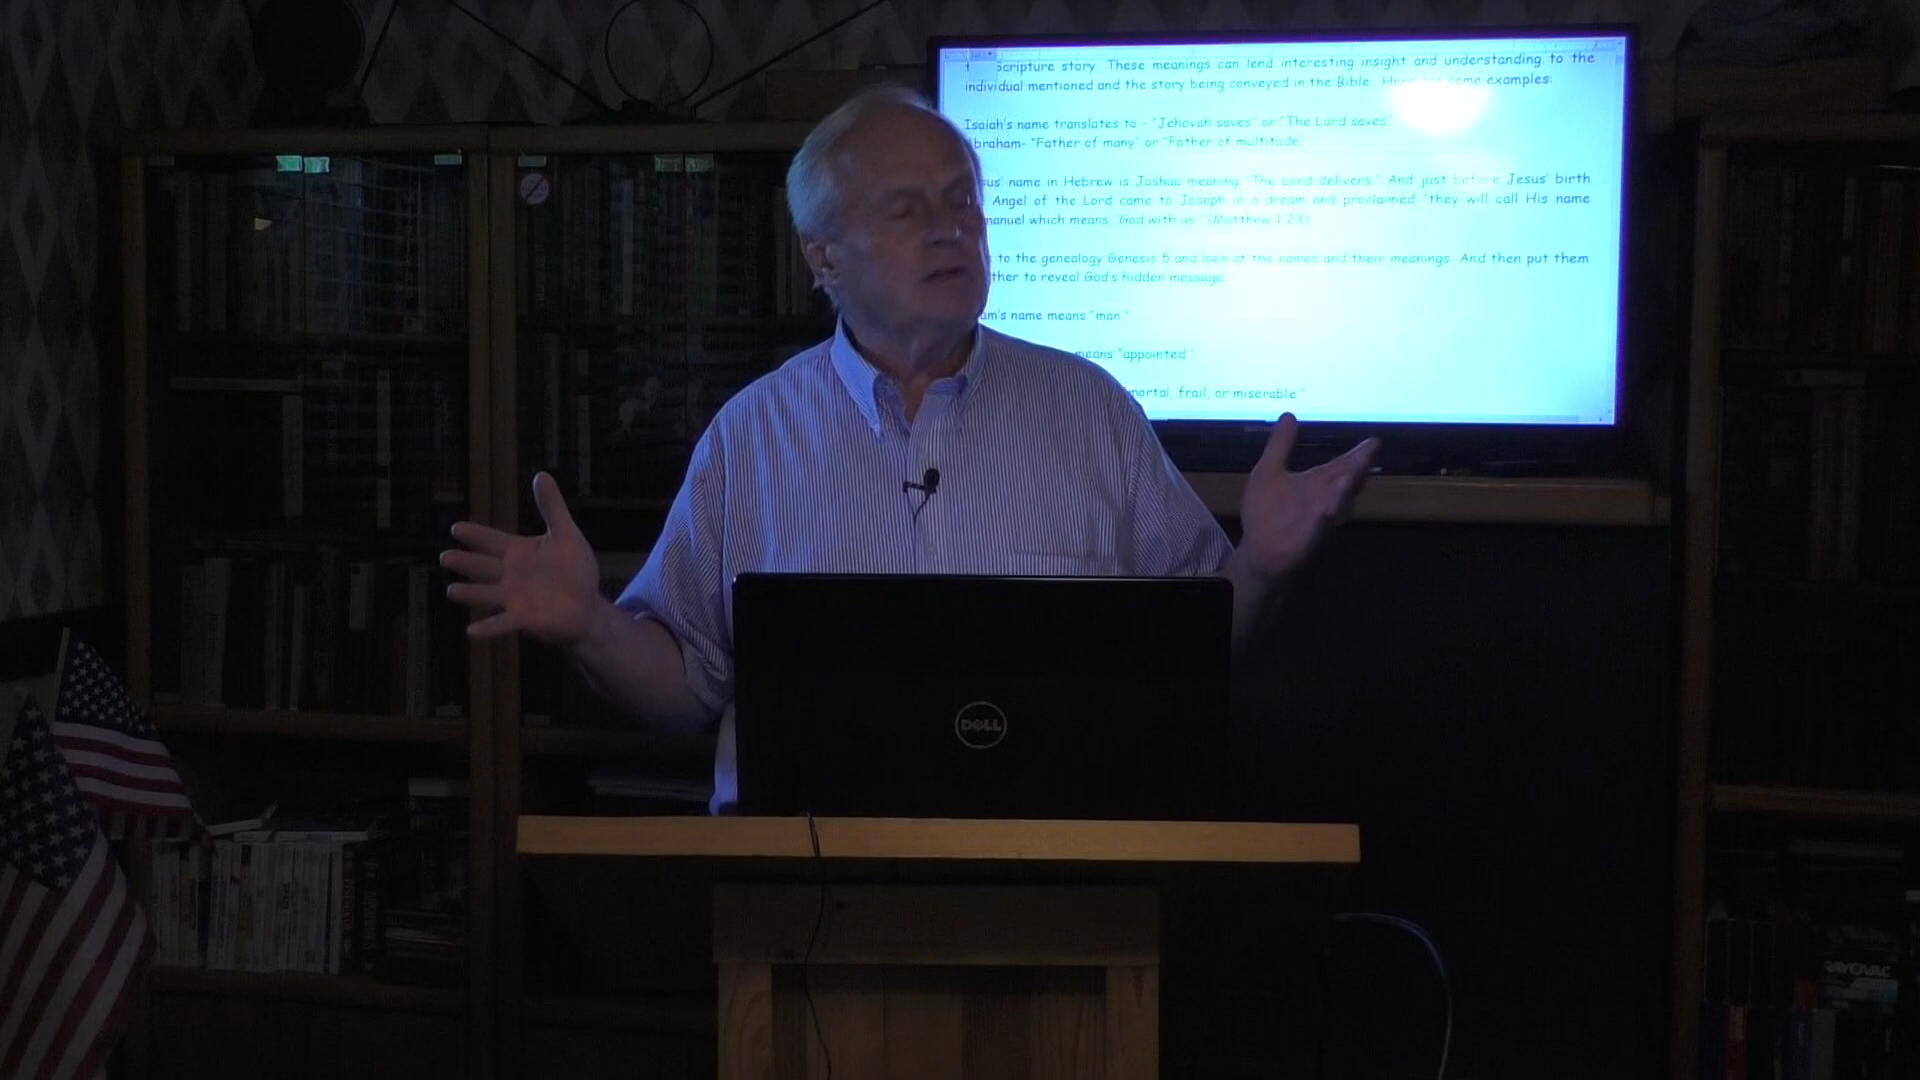 Scripture story. These meanings can lend interesting insight and understanding to the
individual mentioned and the story being conveyed in the Bible. Here are some examples:
Isaiah's name translates to - "Jehovah saves" or "The Lord saves"
braham- "Father of many" or "Father of multitude
sus' name in Hebrew is Joshua meaning "The Lord delivers." And just before Jesus' birth
Angel of the Lord came to Joseph in a dream and proclaimed "they will call His name
manuel which means, 'God with us.'" (Matthew 1:23)
to the genealogy Genesis 5 and look at the names and their meanings. And then put them
ther to reveal God's hidden message.
am's name means "man."
means "appointed."
mortal, frail, or miserable."
DELL
RAYOVAC